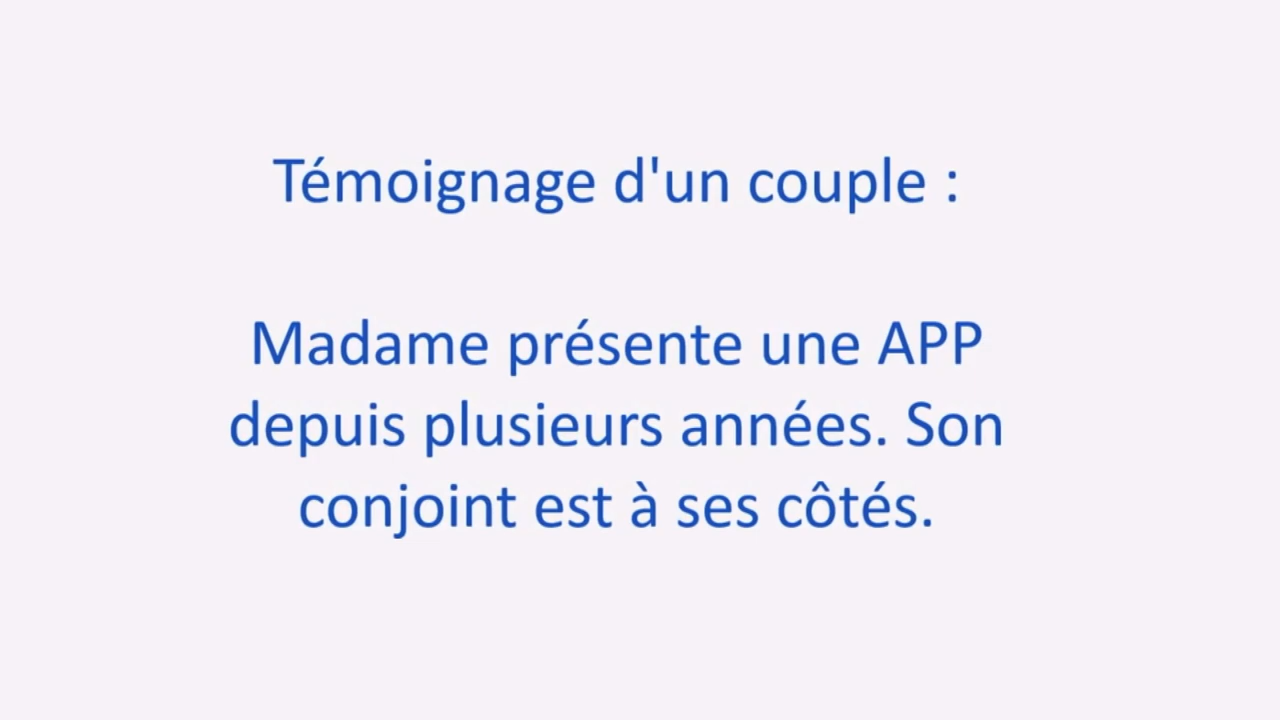 Témoignage d'un couple :
Madame présente une APP
depuis plusieurs années. Son
conjoint est à ses côtés.